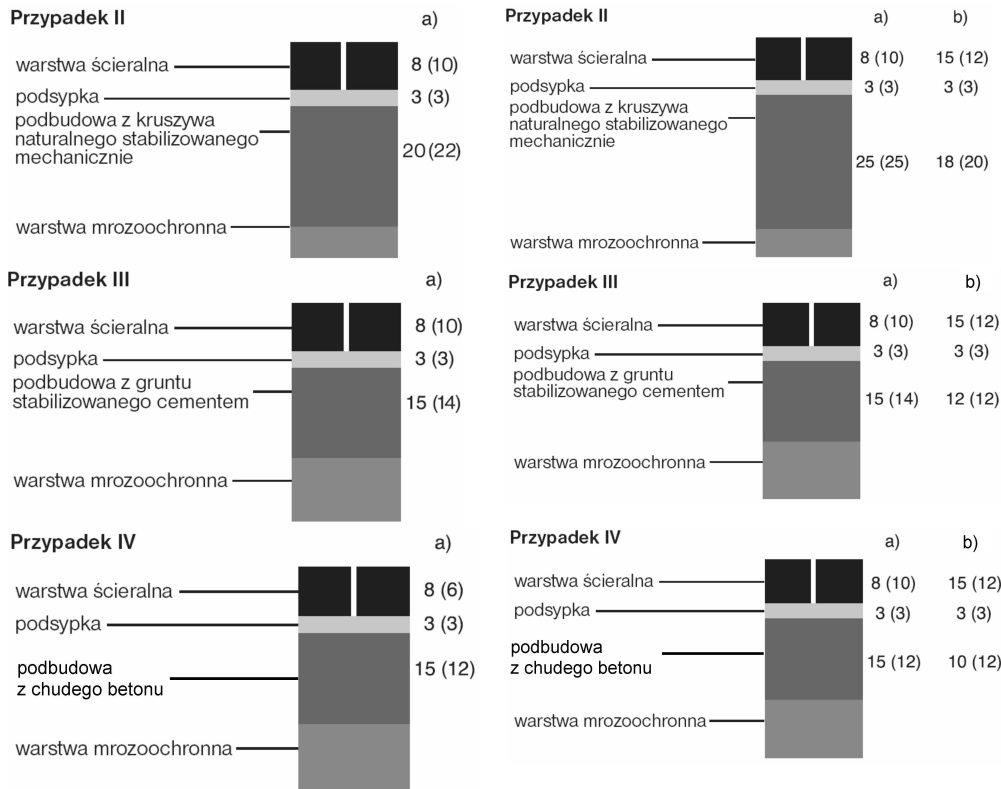 Przypadek II a)
warstwa ścieralna 8 (10)
podsypka 3 (3)
podbudowa z kruszywa
naturalnego stabilizowanego
mechanicznie 20 (22)
warstwa mrozoochronna
Przypadek II a) b)
warstwa ścieralna 8 (10) 15 (12)
podsypka 3 (3) 3 (3)
podbudowa z kruszywa
naturalnego stabilizowanego
mechanicznie
25 (25) 18 (20)
warstwa mrozoochronna
Przypadek III a)
warstwa ścieralna 8 (10)
podsypka 3 (3)
podbudowa z gruntu
stabilizowanego cementem 15 (14)
warstwa mrozoochronna
Przypadek III a) b)
warstwa ścieralna 8 (10) 15 (12)
podsypka 3 (3) 3 (3)
podbudowa z gruntu
stabilizowanego cementem 15 (14) 12 (12)
warstwa mrozoochronna
Przypadek IV a)
warstwa ścieralna 8 (6)
podsypka 3 (3)
podbudowa 15 (12)
z chudego betonu
warstwa mrozoochronna
Przypadek IV a) b)
warstwa ścieralna 8 (10) 15 (12)
podsypka 3 (3) 3 (3)
podbudowa
z chudego betonu 15 (12) 10 (12)
warstwa mrozoochronna